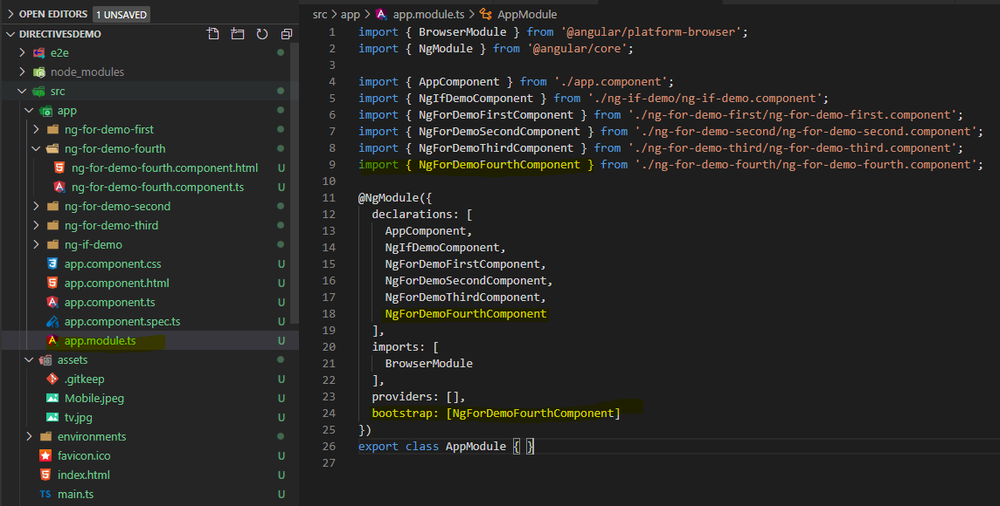 OPEN EDITORS 1 UNSAVED
DIRECTIVESDEMO
e2e
node_modules
src
app
ng-for-demo-first
ng-for-demo-fourth
ng-for-demo-fourth.component.html U
ng-for-demo-fourth.component.ts U
ng-for-demo-second
ng-for-demo-third
ng-if-demo
app.component.css U
app.component.html U
app.component.ts U
app.component.spec.ts U
app.module.ts U
assets
.gitkeep U
Mobile.jpeg U
tv.jpg U
environments
favicon.ico U
index.html U
TS main.ts U
src > app > app.module.ts > AppModule
1 import { BrowserModule } from '@angular/platform-browser';
2 import { NgModule } from '@angular/core';
3
4 import { AppComponent } from './app.component';
5 import { NgIfDemoComponent } from './ng-if-demo/ng-if-demo.component';
6 import { NgForDemoFirstComponent } from './ng-for-demo-first/ng-for-demo-first.component';
7 import { NgForDemoSecondComponent } from './ng-for-demo-second/ng-for-demo-second.component';
8 import { NgForDemoThirdComponent } from './ng-for-demo-third/ng-for-demo-third.component';
9 import { NgForDemoFourthComponent } from './ng-for-demo-fourth/ng-for-demo-fourth.component';
10
11 @NgModule({
12 declarations: [
13 AppComponent,
14 NgIfDemoComponent,
15 NgForDemoFirstComponent,
16 NgForDemoSecondComponent,
17 NgForDemoThirdComponent,
18 NgForDemoFourthComponent
19 ],
20 imports: [
21 BrowserModule
22 ],
23 providers: [],
24 bootstrap: [NgForDemoFourthComponent]
25 })
26 export class AppModule { }
27